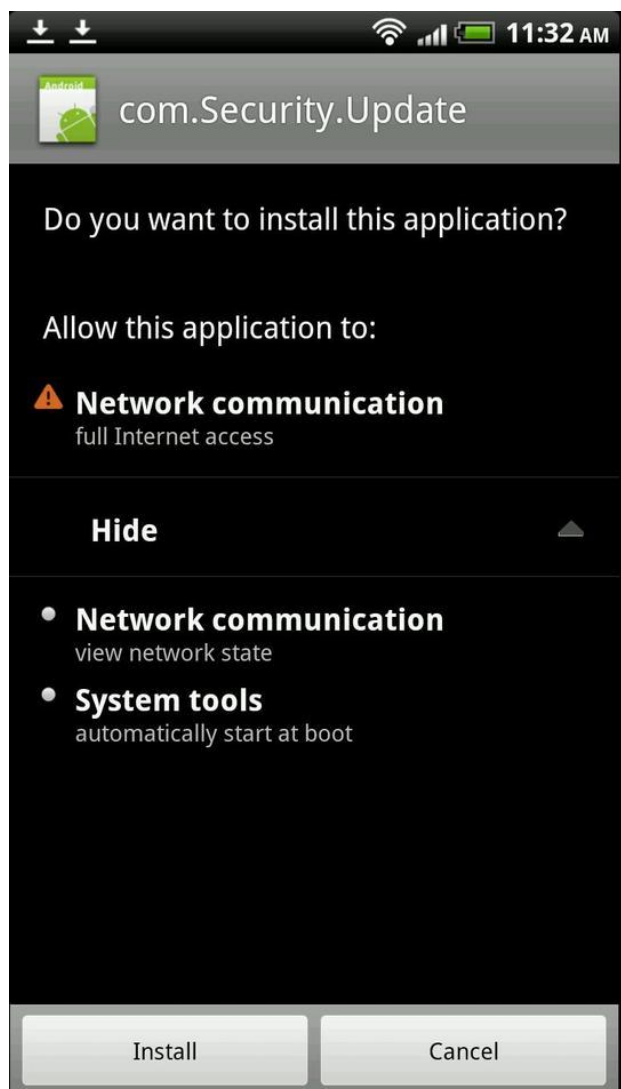 11:32 AM
Android
com.Security.Update
Do you want to install this application?
Allow this application to:
Network communication
full Internet access
Hide
Network communication
view network state
System tools
automatically start at boot
Install
Cancel